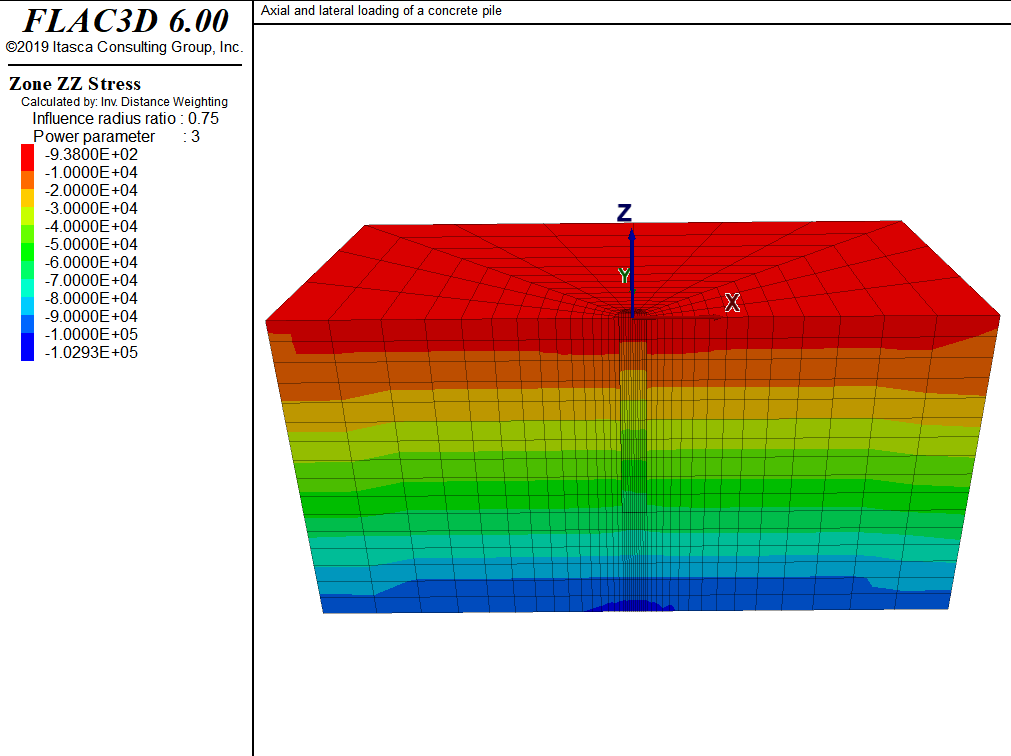 FLAC3D 6.00
©2019 Itasca Consulting Group, Inc.
Zone ZZ Stress
Calculated by: Inv. Distance Weighting
Influence radius ratio : 0.75
Power parameter : 3
-9.3800E+02
-1.0000E+04
-2.0000E+04
-3.0000E+04
-4.0000E+04
-5.0000E+04
-6.0000E+04
-7.0000E+04
-8.0000E+04
-9.0000E+04
-1.0000E+05
-1.0293E+05
Axial and lateral loading of a concrete pile
Z
Y
X